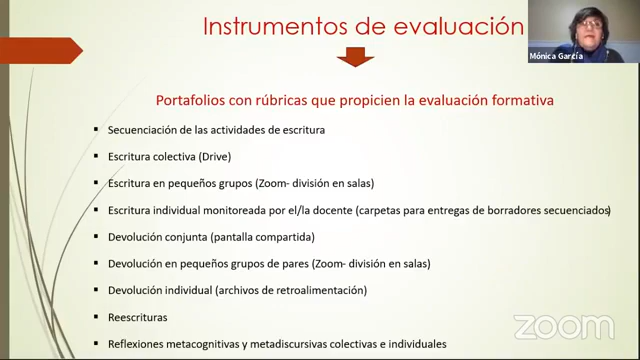 Instrumentos de evaluación
Mónica García
Portafolios con rúbricas que propicien la evaluación formativa
▪ Secuenciación de las actividades de escritura
▪ Escritura colectiva (Drive)
▪ Escritura en pequeños grupos (Zoom- división en salas)
▪ Escritura individual monitoreada por el/la docente (carpetas para entregas de borradores secuenciados)
▪ Devolución conjunta (pantalla compartida)
▪ Devolución en pequeños grupos de pares (Zoom- división en salas)
▪ Devolución individual (archivos de retroalimentación)
▪ Reescrituras
▪ Reflexiones metacognitivas y metadiscursivas colectivas e individuales
zoom